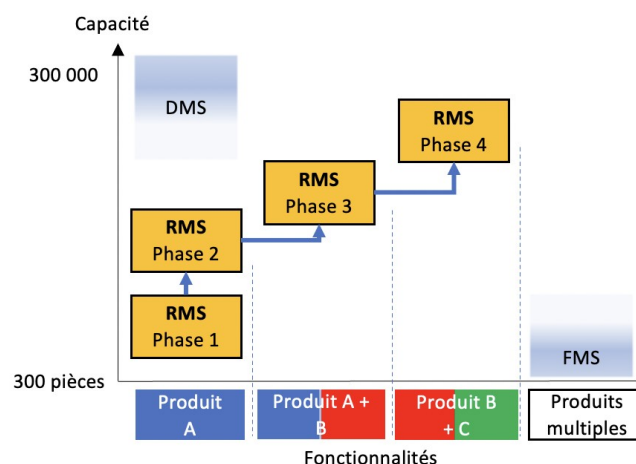 Capacité
300 000
DMS
RMS
Phase 4
RMS
Phase 3
RMS
Phase 2
RMS
Phase 1
FMS
300 pièces
Produit
A
Produit A +
B
Produit B
+ C
Produits
multiples
Fonctionnalités